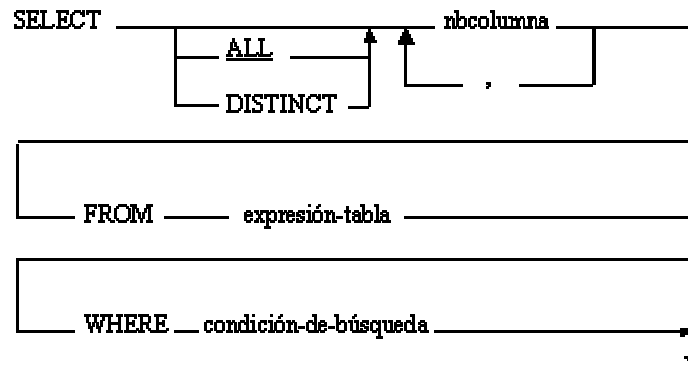 SELECT nbcolumna
ALL
,
DISTINCT
FROM expresión-tabla
WHERE condición-de-búsqueda